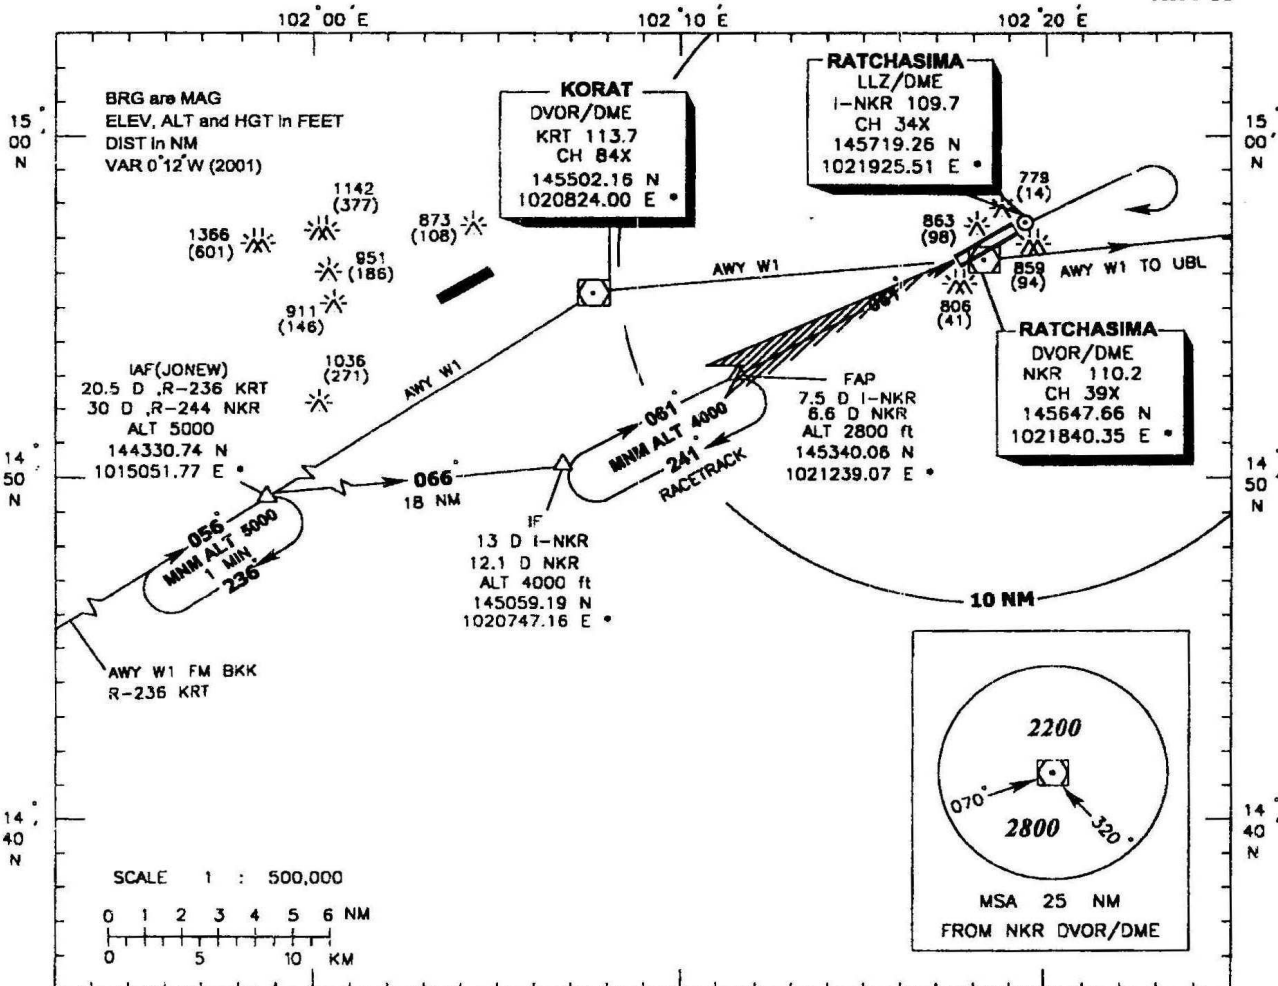 102°00' E
102°10' E
102°20' E
BRG are MAG
ELEV, ALT and HGT in FEET
DIST in NM
VAR 0°12'W (2001)
KORAT
DVOR/DME
KRT 113.7
CH 84X
145502.16 N
1020824.00 E *
RATCHASIMA
LLZ/DME
I-NKR 109.7
CH 34X
145719.26 N
1021925.51 E *
15°
00'
N
15°
00'
N
1142
(377)
1366
(601)
873
(108)
951
(186)
911
(146)
1036
(271)
863
(98)
(14)
859
(94)
806
(41)
AWY W1
AWY W1 TO UBL
AWY W1
RATCHASIMA
DVOR/DME
NKR 110.2
CH 39X
145647.66 N
1021840.35 E *
IAF(JONEW)
20.5 D ,R-236 KRT
30 D ,R-244 NKR
ALT 5000
144330.74 N
1015051.77 E *
FAP
7.5 D I-NKR
6.6 D NKR
ALT 2800 ft
145340.06 N
1021239.07 E *
061°
MNM ALT 4000
241°
RACETRACK
14°
50'
N
14°
50'
N
066°
18 NM
056°
MNM ALT 5000
1 MIN
236°
IF
13 D I-NKR
12.1 D NKR
ALT 4000 ft
145059.19 N
1020747.16 E *
10 NM
AWY W1 FM BKK
R-236 KRT
2200
070°
2800
320°
MSA 25 NM
FROM NKR DVOR/DME
14°
40'
N
14°
40'
N
SCALE 1 : 500,000
0 1 2 3 4 5 6 NM
0 5 10 KM